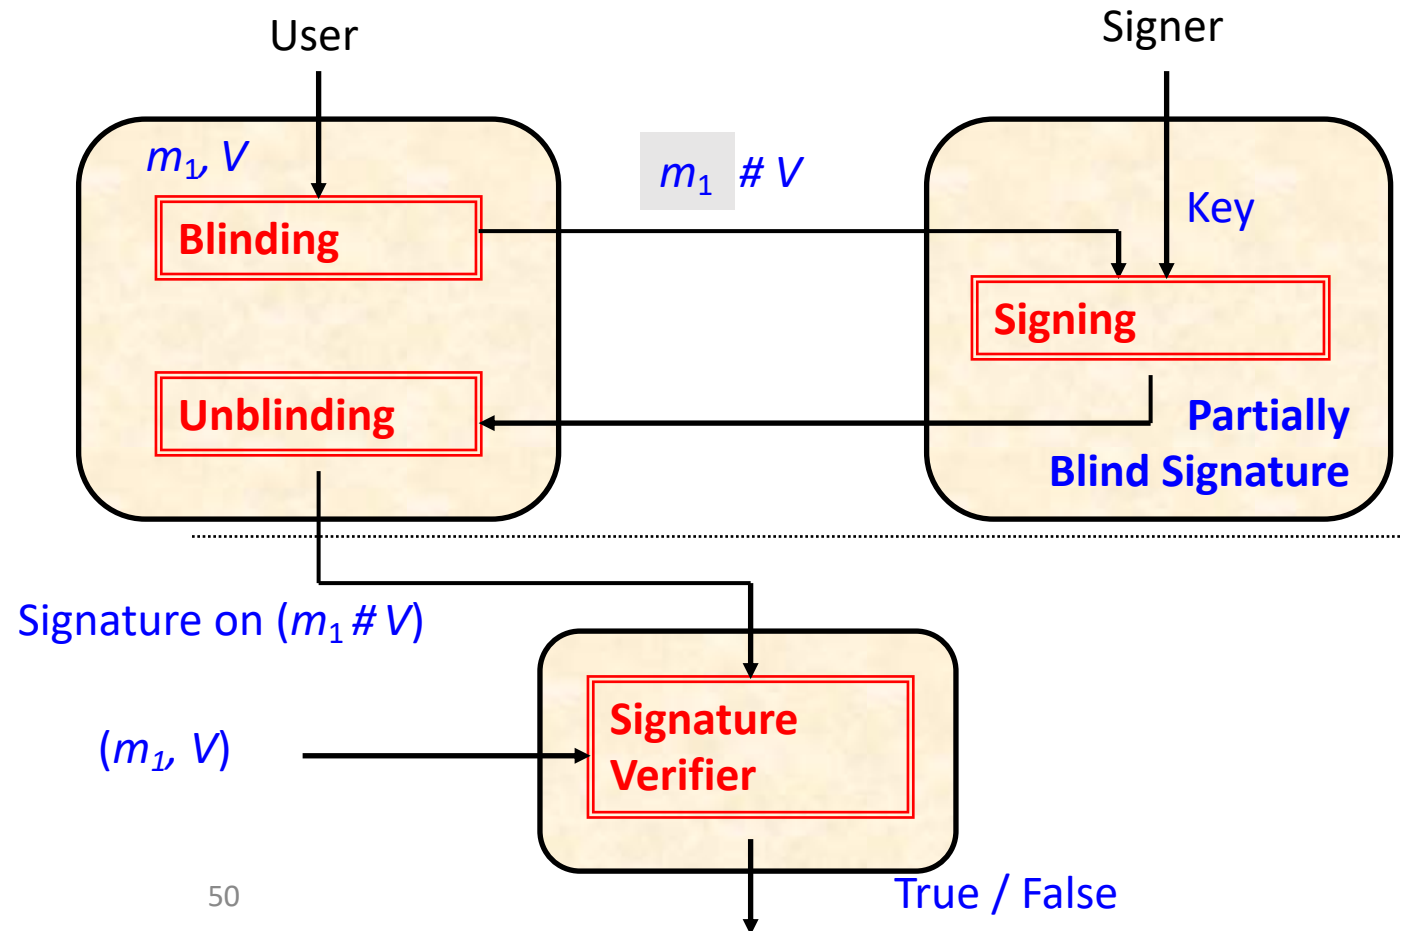 User
Signer
m₁, V
m₁ # V
Key
Blinding
Signing
Unblinding
Partially
Blind Signature
Signature on (m₁ # V)
Signature
Verifier
(m₁, V)
True / False
50